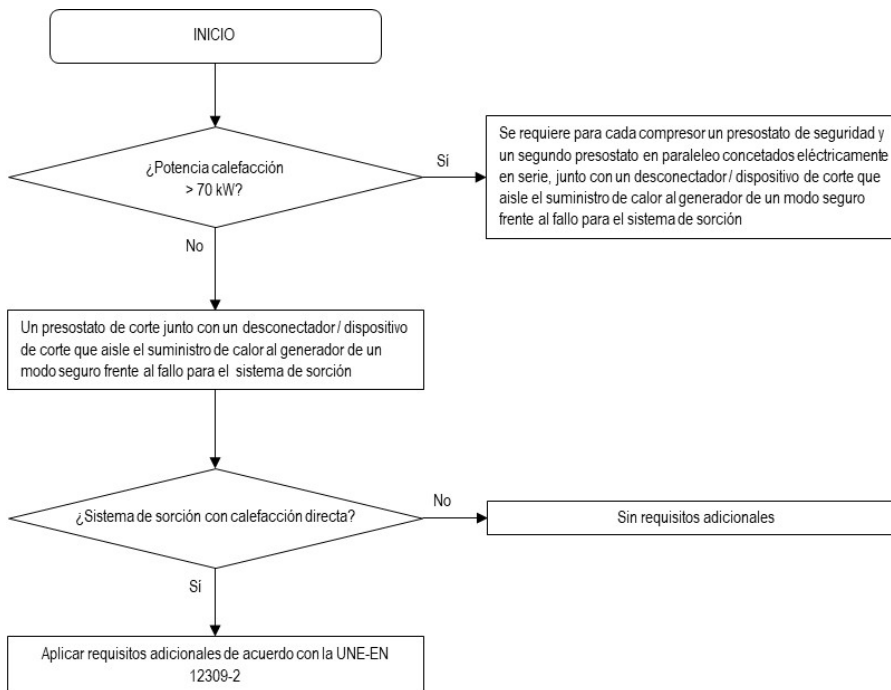 INICIO
¿Potencia calefacción
> 70 kW?
Sí
Se requiere para cada compresor un presostato de seguridad y
un segundo presostato en paraleleo concetados eléctricamente
en serie, junto con un desconectador / dispositivo de corte que
aisle el suministro de calor al generador de un modo seguro
frente al fallo para el sistema de sorción
No
Un presostato de corte junto con un desconectador / dispositivo
de corte que aisle el suministro de calor al generador de un
modo seguro frente al fallo para el sistema de sorción
¿Sistema de sorción con calefacción directa?
No
Sin requisitos adicionales
Sí
Aplicar requisitos adicionales de acuerdo con la UNE-EN
12309-2